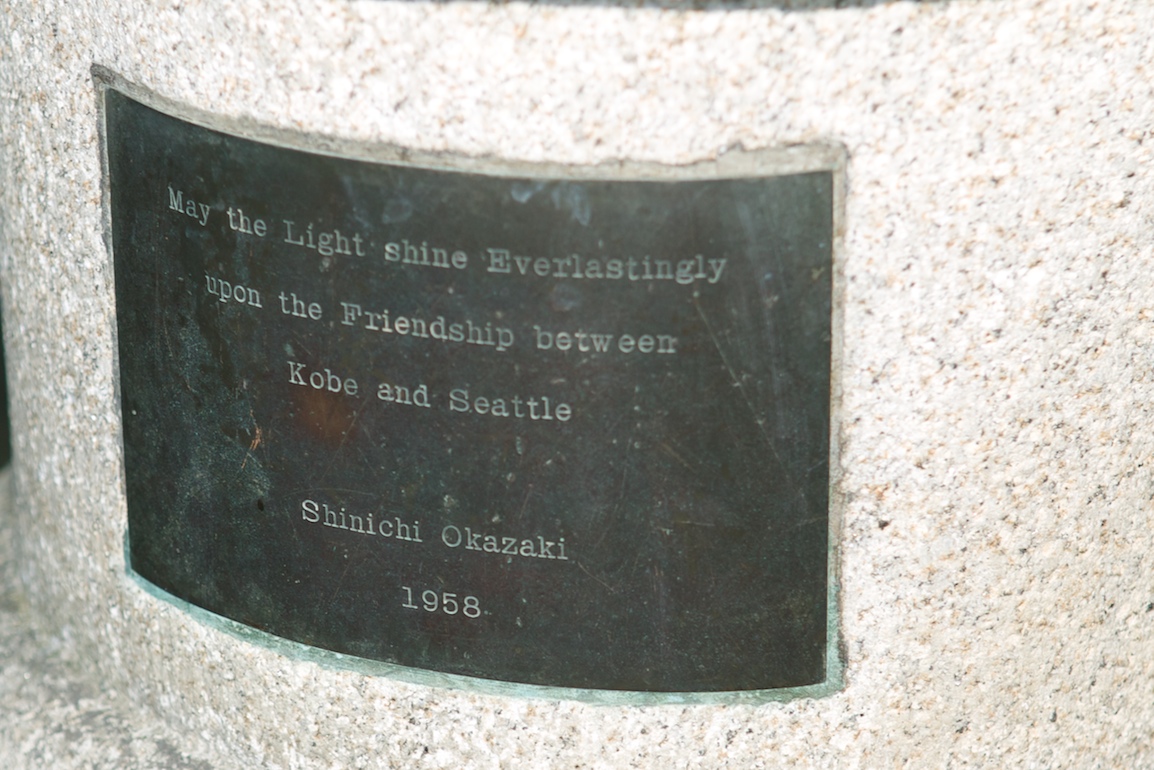 May the Light shine Everlastingly
upon the Friendship between
Kobe and Seattle
Shinichi Okazaki
1958